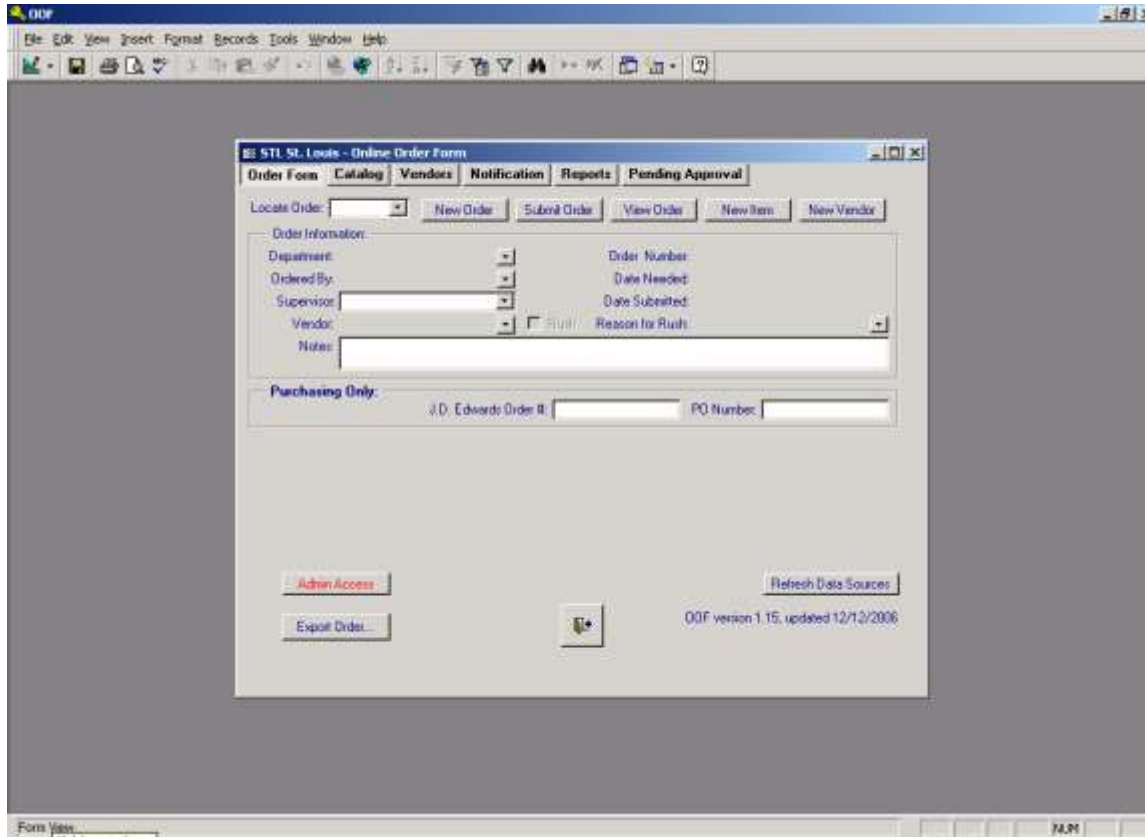 OOF
File Edit View Insert Format Records Tools Window Help
STL St. Louis - Online Order Form
Order Form Catalog Vendors Notification Reports Pending Approval
Locate Order: New Order Submit Order View Order New Item New Vendor
Order Information:
Department: Order Number:
Ordered By: Date Needed:
Supervisor: Date Submitted:
Vendor: Rush Reason for Rush:
Notes:
Purchasing Only:
J.D. Edwards Order #: PO Number:
Admin Access Refresh Data Sources
Export Order... OOF version 1.15, updated 12/12/2006
Form View NUM